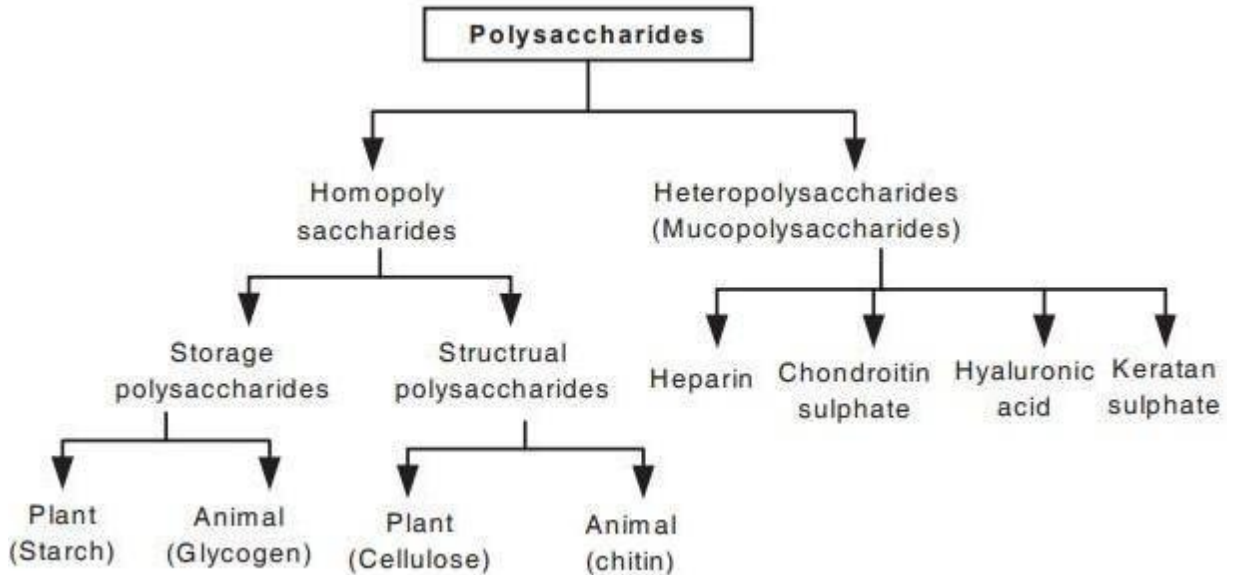 Polysaccharides
Homopoly
saccharides
Heteropolysaccharides
(Mucopolysaccharides)
Storage
polysaccharides
Structrual
polysaccharides
Heparin
Chondroitin
sulphate
Hyaluronic
acid
Keratan
sulphate
Plant
(Starch)
Animal
(Glycogen)
Plant
(Cellulose)
Animal
(chitin)